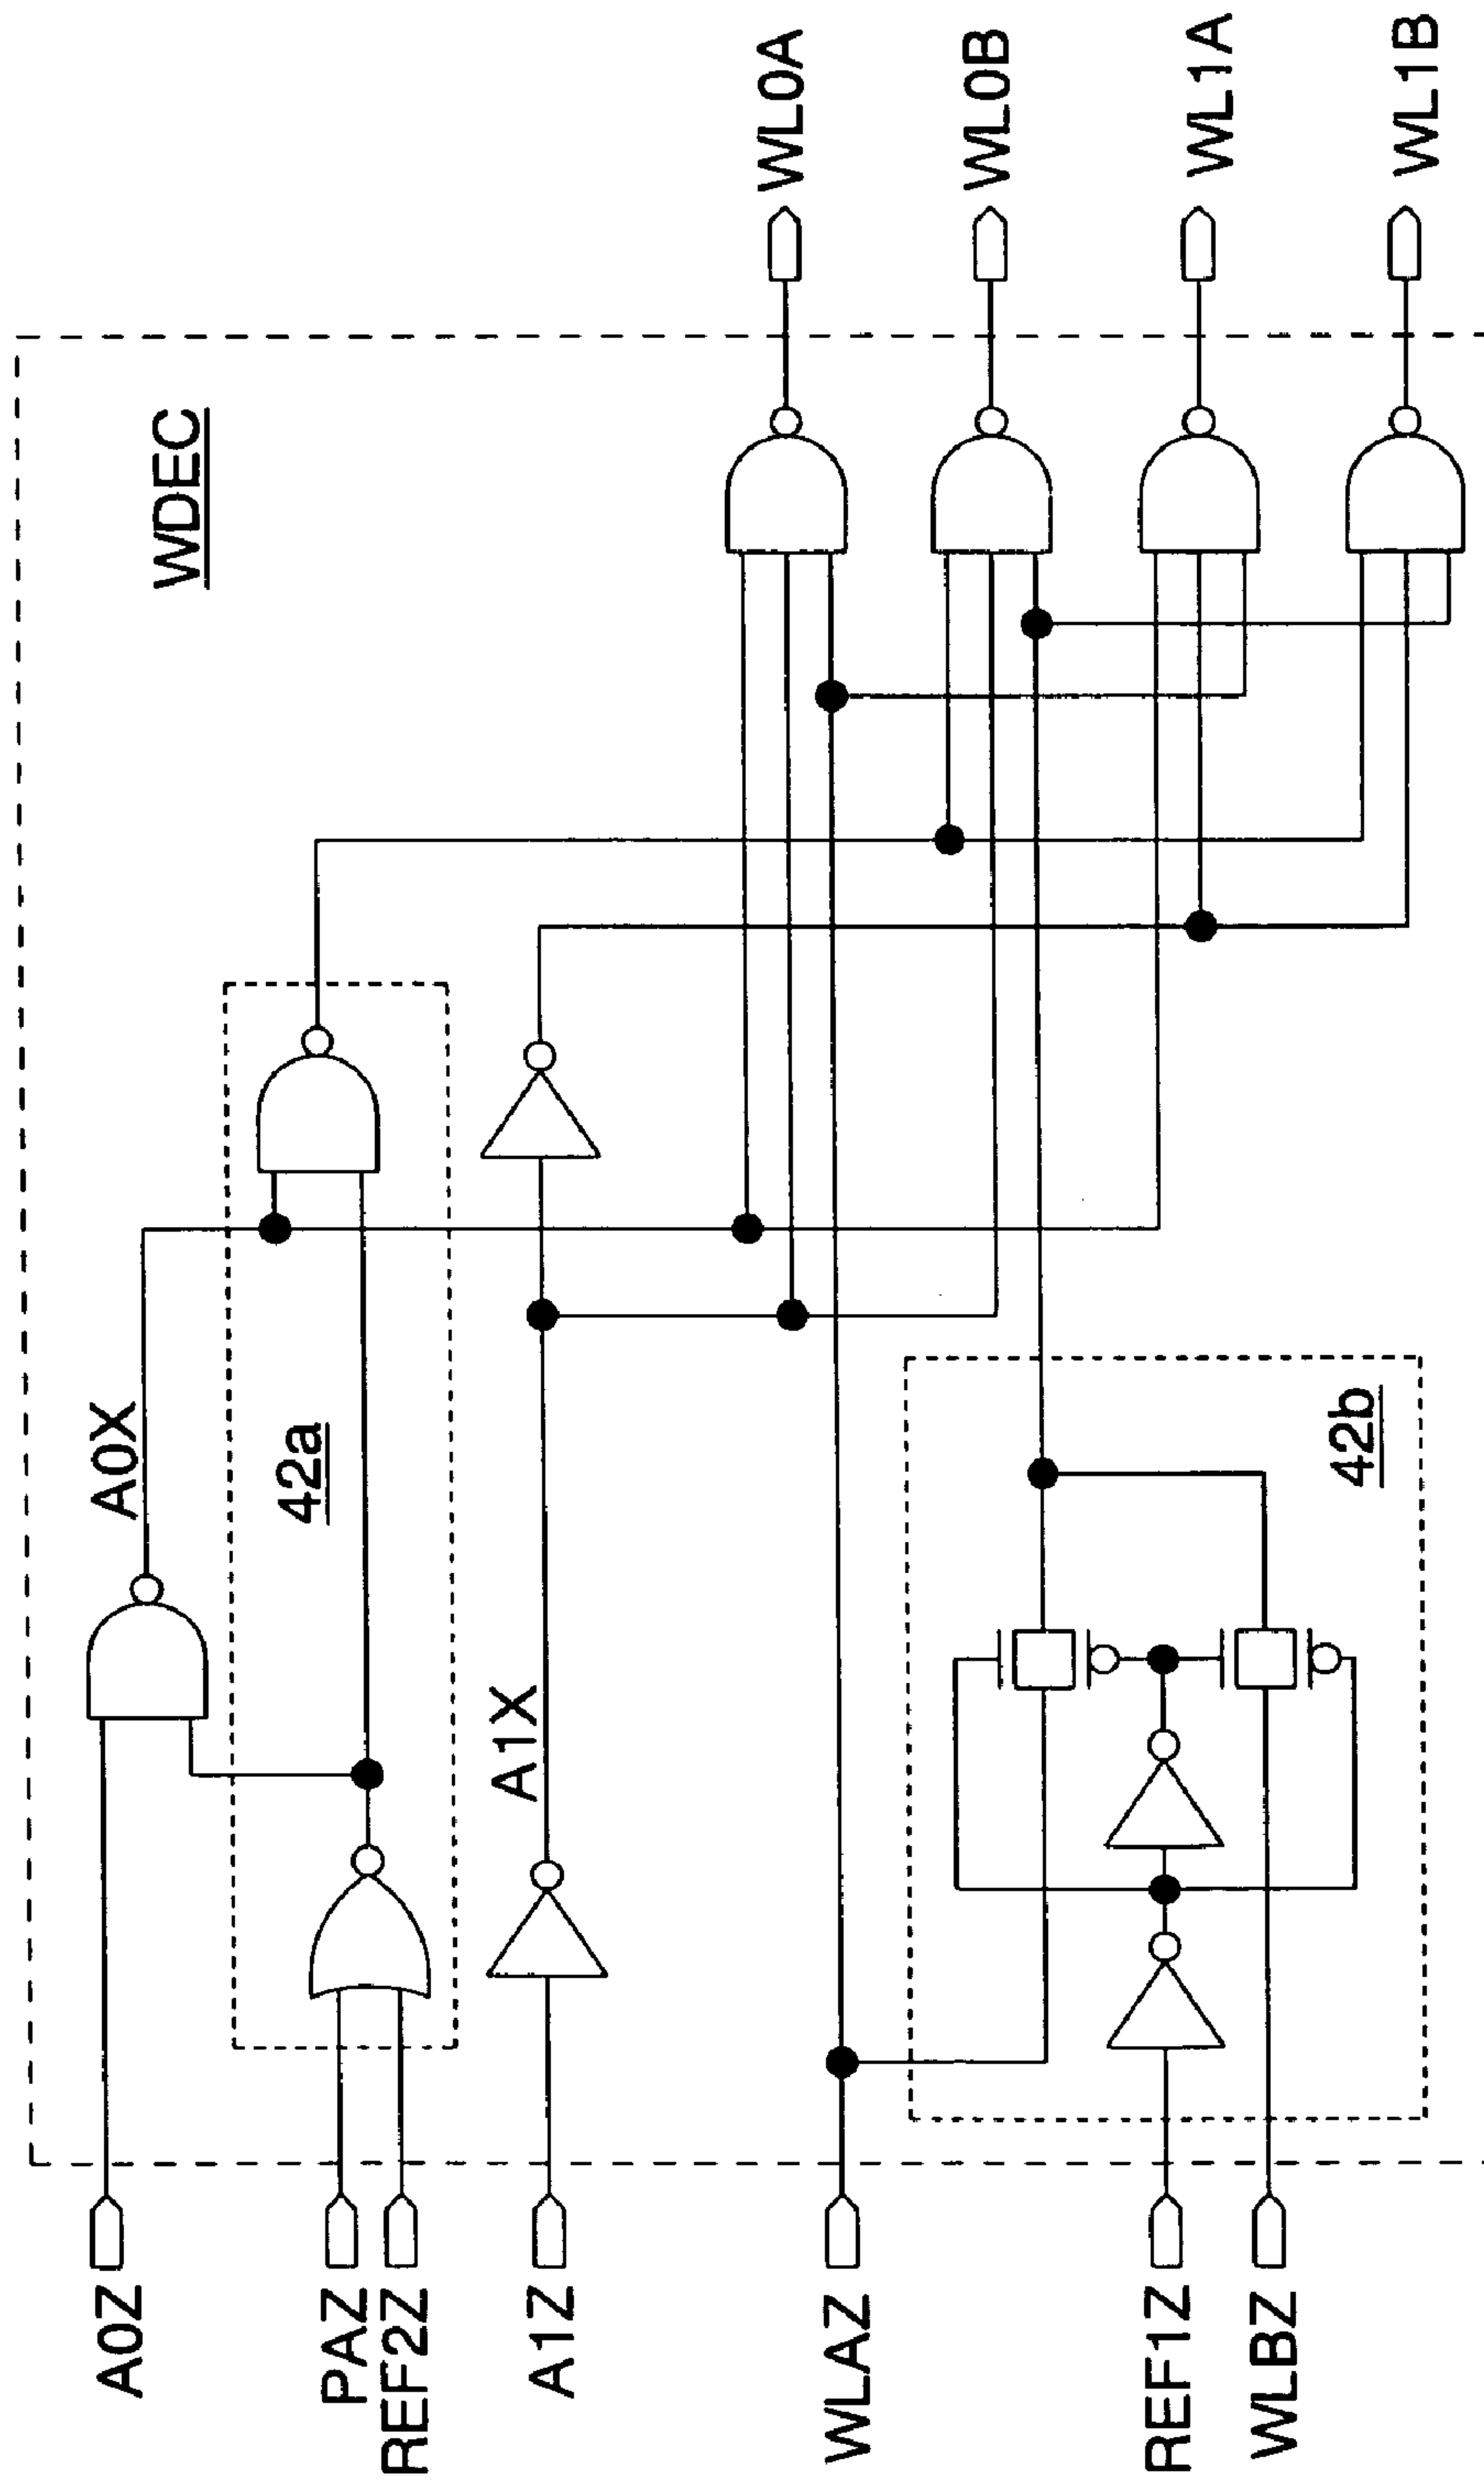 WDEC
A0Z
A0X
PAZ
REF2Z
42a
A1Z
A1X
WLAZ
REF1Z
WLBZ
42b
WL0A
WL0B
WL1A
WL1B